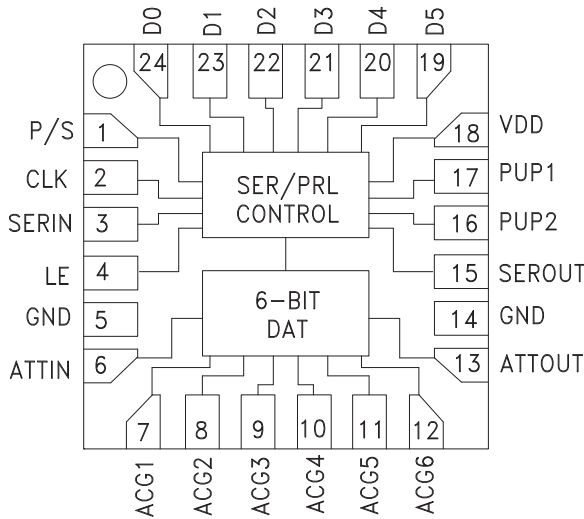 D0 D1 D2 D3 D4 D5
24 23 22 21 20 19
P/S 1
CLK 2
SERIN 3
LE 4
GND 5
ATTIN 6
SER/PRL
CONTROL
6-BIT
DAT
18 VDD
17 PUP1
16 PUP2
15 SEROUT
14 GND
13 ATTOUT
7 8 9 10 11 12
ACG1 ACG2 ACG3 ACG4 ACG5 ACG6